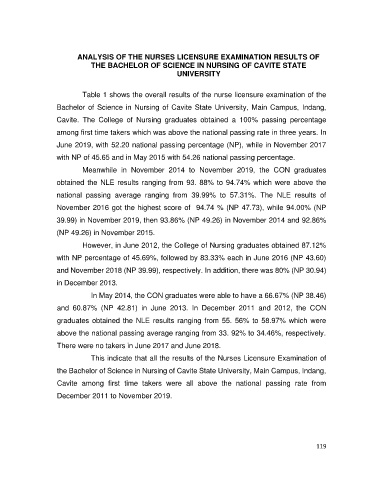 ANALYSIS OF THE NURSES LICENSURE EXAMINATION RESULTS OF
THE BACHELOR OF SCIENCE IN NURSING OF CAVITE STATE
UNIVERSITY
Table 1 shows the overall results of the nurse licensure examination of the
Bachelor of Science in Nursing of Cavite State University, Main Campus, Indang,
Cavite. The College of Nursing graduates obtained a 100% passing percentage
among first time takers which was above the national passing rate in three years. In
June 2019, with 52.20 national passing percentage (NP), while in November 2017
with NP of 45.65 and in May 2015 with 54.26 national passing percentage.
Meanwhile in November 2014 to November 2019, the CON graduates
obtained the NLE results ranging from 93. 88% to 94.74% which were above the
national passing average ranging from 39.99% to 57.31%. The NLE results of
November 2016 got the highest score of 94.74 % (NP 47.73), while 94.00% (NP
39.99) in November 2019, then 93.86% (NP 49.26) in November 2014 and 92.86%
(NP 49.26) in November 2015.
However, in June 2012, the College of Nursing graduates obtained 87.12%
with NP percentage of 45.69%, followed by 83.33% each in June 2016 (NP 43.60)
and November 2018 (NP 39.99), respectively. In addition, there was 80% (NP 30.94)
in December 2013.
In May 2014, the CON graduates were able to have a 66.67% (NP 38.46)
and 60.87% (NP 42.81) in June 2013. In December 2011 and 2012, the CON
graduates obtained the NLE results ranging from 55. 56% to 58.97% which were
above the national passing average ranging from 33. 92% to 34.46%, respectively.
There were no takers in June 2017 and June 2018.
This indicate that all the results of the Nurses Licensure Examination of
the Bachelor of Science in Nursing of Cavite State University, Main Campus, Indang,
Cavite among first time takers were all above the national passing rate from
December 2011 to November 2019.
119